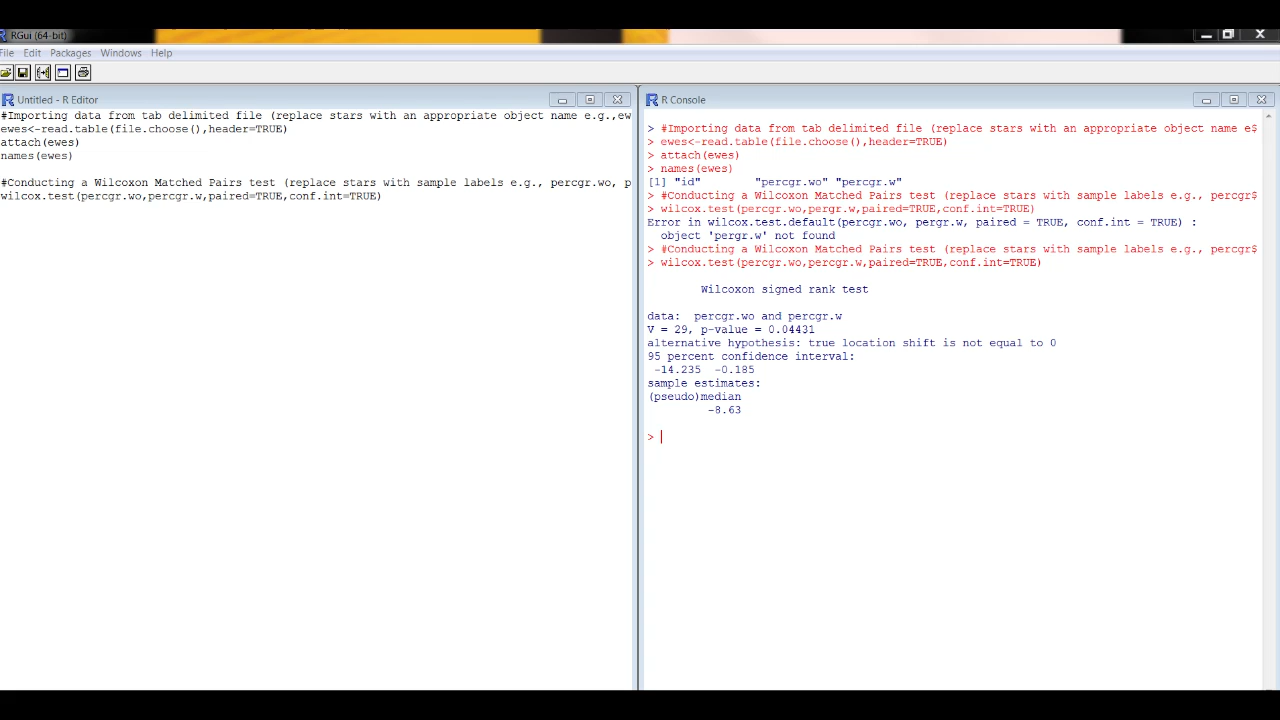 RGui (64-bit)
File Edit Packages Windows Help
Untitled - R Editor
#Importing data from tab delimited file (replace stars with an appropriate object name e.g.,ew
ewes<-read.table(file.choose(),header=TRUE)
attach(ewes)
names(ewes)
#Conducting a Wilcoxon Matched Pairs test (replace stars with sample labels e.g., percgr.wo, p
wilcox.test(percgr.wo,percgr.w,paired=TRUE,conf.int=TRUE)
R Console
> #Importing data from tab delimited file (replace stars with an appropriate object name e$
> ewes<-read.table(file.choose(),header=TRUE)
> attach(ewes)
> names(ewes)
[1] "id" "percgr.wo" "percgr.w"
> #Conducting a Wilcoxon Matched Pairs test (replace stars with sample labels e.g., percgr$
> wilcox.test(percgr.wo,pergr.w,paired=TRUE,conf.int=TRUE)
Error in wilcox.test.default(percgr.wo, pergr.w, paired = TRUE, conf.int = TRUE) :
object 'pergr.w' not found
> #Conducting a Wilcoxon Matched Pairs test (replace stars with sample labels e.g., percgr$
> wilcox.test(percgr.wo,percgr.w,paired=TRUE,conf.int=TRUE)
Wilcoxon signed rank test
data: percgr.wo and percgr.w
V = 29, p-value = 0.04431
alternative hypothesis: true location shift is not equal to 0
95 percent confidence interval:
-14.235 -0.185
sample estimates:
(pseudo)median
-8.63
>